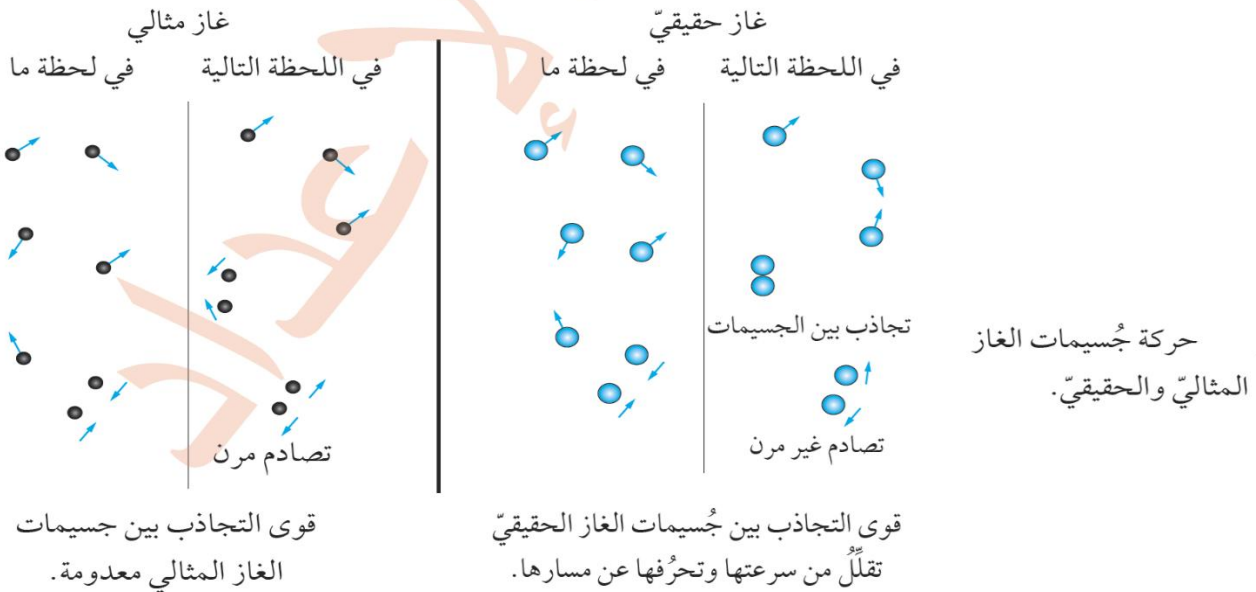 غاز حقيقيّ
في لحظة ما
في اللحظة التالية
تجاذب بين الجسيمات
تصادم غير مرن
قوى التجاذب بين جُسيمات الغاز الحقيقيّ
تقلِّلُ من سرعتها وتحرُفها عن مسارها.
غاز مثالي
في لحظة ما
في اللحظة التالية
تصادم مرن
قوى التجاذب بين جسيمات
الغاز المثالي معدومة.
حركة جُسيمات الغاز
المثاليّ والحقيقيّ.